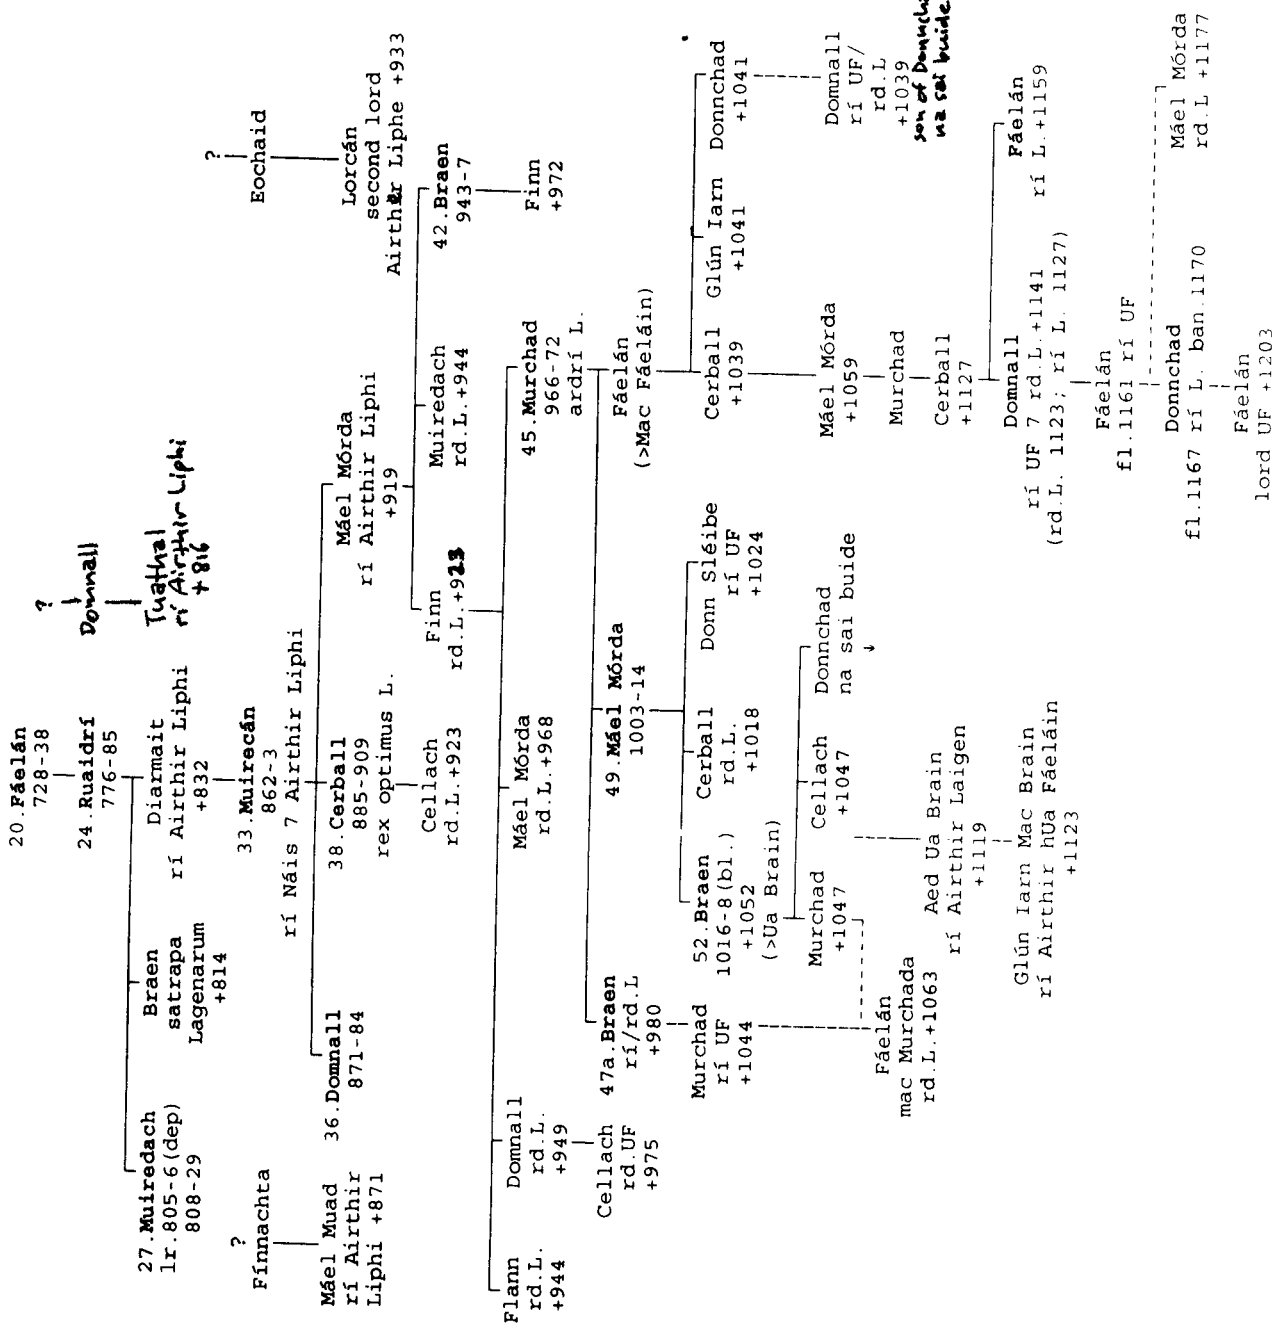 20.Fáelán
728-38
?
Domnall
Tuathal
rí Airthir Liphi
+816
24.Ruaidrí
776-85
27.Muiredach
lr.805-6(dep)
808-29
Braen
satrapa
Lagenarum
+814
Diarmait
rí Airthir Liphi
+832
33.Muirecán
862-3
rí Náis 7 Airthir Liphi
?
Fínnachta
Máel Muad
rí Airthir
Liphi +871
36.Domnall
871-84
38.Cerball
885-909
rex optimus L.
Máel Mórda
rí Airthir Liphi
+919
?
Eochaid
Lorcán
second lord
Airther Liphe +933
Cellach
rd.L.+923
Finn
rd.L.+923
Muiredach
rd.L.+944
42.Braen
943-7
Finn
+972
Flann
rd.L.
+944
Domnall
rd.L.
+949
Máel Mórda
rd.L.+968
45.Murchad
966-72
ardrí L.
Cellach
rd.UF
+975
47a.Braen
rí/rd.L
+980
49.Máel Mórda
1003-14
Fáelán
(>Mac Fáeláin)
Murchad
rí UF
+1044
52.Braen
1016-8(bl.)
+1052
(>Ua Brain)
Cerball
rd.L.
+1018
Donn Sléibe
rí UF
+1024
Cerball
+1039
Glún Iarn
+1041
Donnchad
+1041
Murchad
+1047
Cellach
+1047
Donnchad
na sai buide
↓
Máel Mórda
+1059
Domnall
rí UF/
rd.L
+1039
son of
na sai buide
Fáelán
mac Murchada
rd.L.+1063
Murchad
Aed Ua Brain
rí Airthir Laigen
+1119
Cerball
+1127
Glún Iarn Mac Brain
rí Airthir hUa Fáeláin
+1123
Domnall
rí UF 7 rd.L.+1141
(rd.L. 1123; rí L. 1127)
Fáelán
rí L.+1159
Fáelán
fl.1161 rí UF
Donnchad
fl.1167 rí L. ban.1170
Máel Mórda
rd.L +1177
Fáelán
lord UF +1203